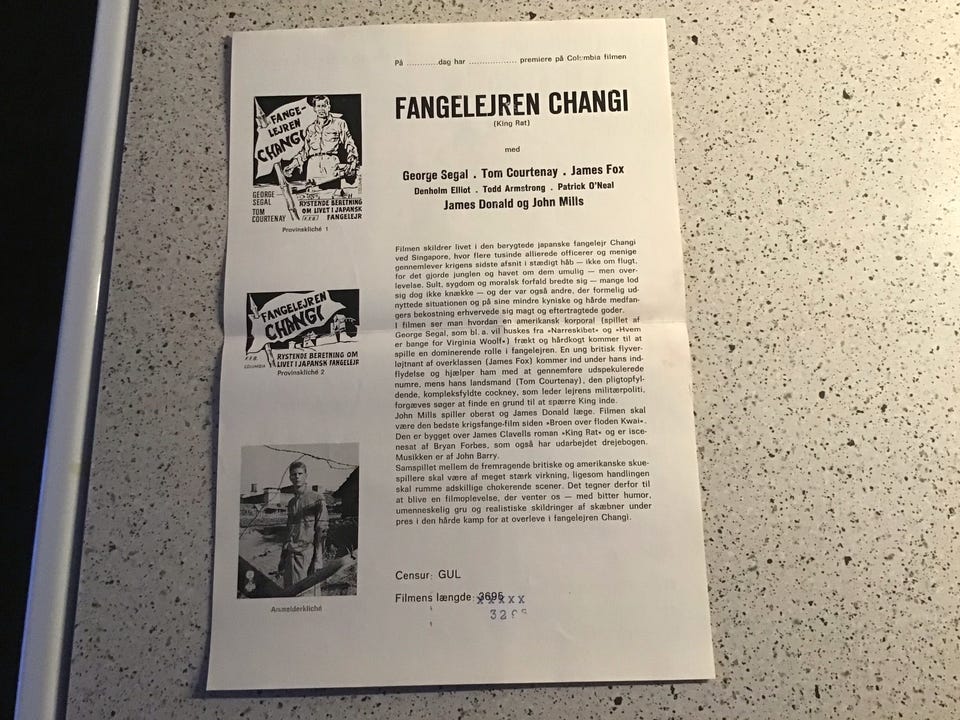 På ...........dag har .................. premiere på Columbia filmen
FANGELEJREN CHANGI
(King Rat)
med
George Segal . Tom Courtenay . James Fox
Denholm Elliot . Todd Armstrong . Patrick O'Neal
James Donald og John Mills
FANGE-
LEJREN
CHANGI
GEORGE
SEGAL
TOM
COURTENAY
RYSTENDE BERETNING
OM LIVET I JAPANSK
FANGELEJR
Provinskliché 1
FANGELEJREN
CHANGI
COLUMBIA
RYSTENDE BERETNING OM
LIVET I JAPANSK FANGELEJR
Provinskliché 2
Anmelderkliché
Filmen skildrer livet i den berygtede japanske fangelejr Changi
ved Singapore, hvor flere tusinde allierede officerer og menige
gennemlever krigens sidste afsnit i stædigt håb — ikke om flugt,
for det gjorde junglen og havet om dem umulig — men over-
levelse. Sult, sygdom og moralsk forfald bredte sig — mange lod
sig dog ikke knække — og der var også andre, der formelig ud-
nyttede situationen og på sine mindre kyniske og hårde medfan-
gers bekostning erhvervede sig magt og eftertragtede goder.
I filmen ser man hvordan en amerikansk korporal (spillet af
George Segal, som bl. a. vil huskes fra »Narreskibet« og »Hvem
er bange for Virginia Woolf«) frækt og hårdkogt kommer til at
spille en dominerende rolle i fangelejren. En ung britisk flyver-
løjtnant af overklassen (James Fox) kommer ind under hans ind-
flydelse og hjælper ham med at gennemføre udspekulerede
numre, mens hans landsmand (Tom Courtenay), den pligtopfyl-
dende, kompleksfyldte cockney, som leder lejrens militærpoliti,
forgæves søger at finde en grund til at spærre King inde.
John Mills spiller oberst og James Donald læge. Filmen skal
være den bedste krigsfange-film siden »Broen over floden Kwai«.
Den er bygget over James Clavells roman »King Rat« og er isce-
nesat af Bryan Forbes, som også har udarbejdet drejebogen.
Musikken er af John Barry.
Samspillet mellem de fremragende britiske og amerikanske skue-
spillere skal være af meget stærk virkning, ligesom handlingen
skal rumme adskillige chokerende scener. Det tegner derfor til
at blive en filmoplevelse, der venter os — med bitter humor,
umenneskelig gru og realistiske skildringer af skæbner under
pres i den hårde kamp for at overleve i fangelejren Changi.
Censur: GUL
Filmens længde: 3695